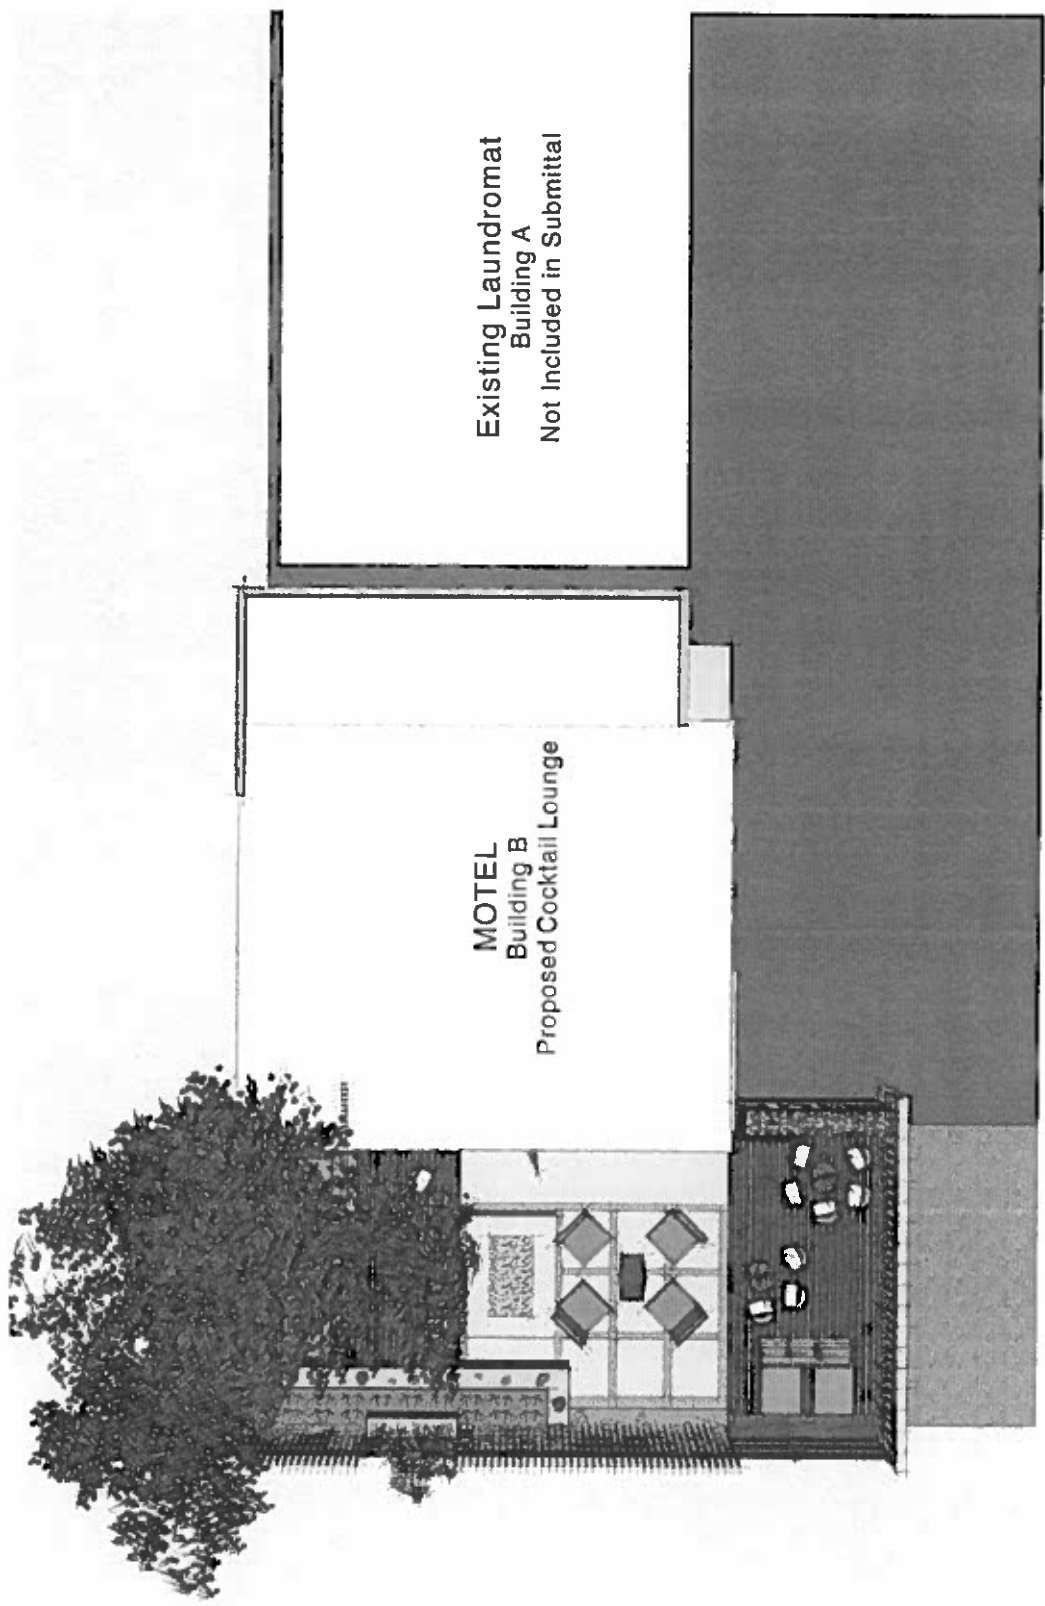 Existing Laundromat
Building A
Not Included in Submittal
MOTEL
Building B
Proposed Cocktail Lounge